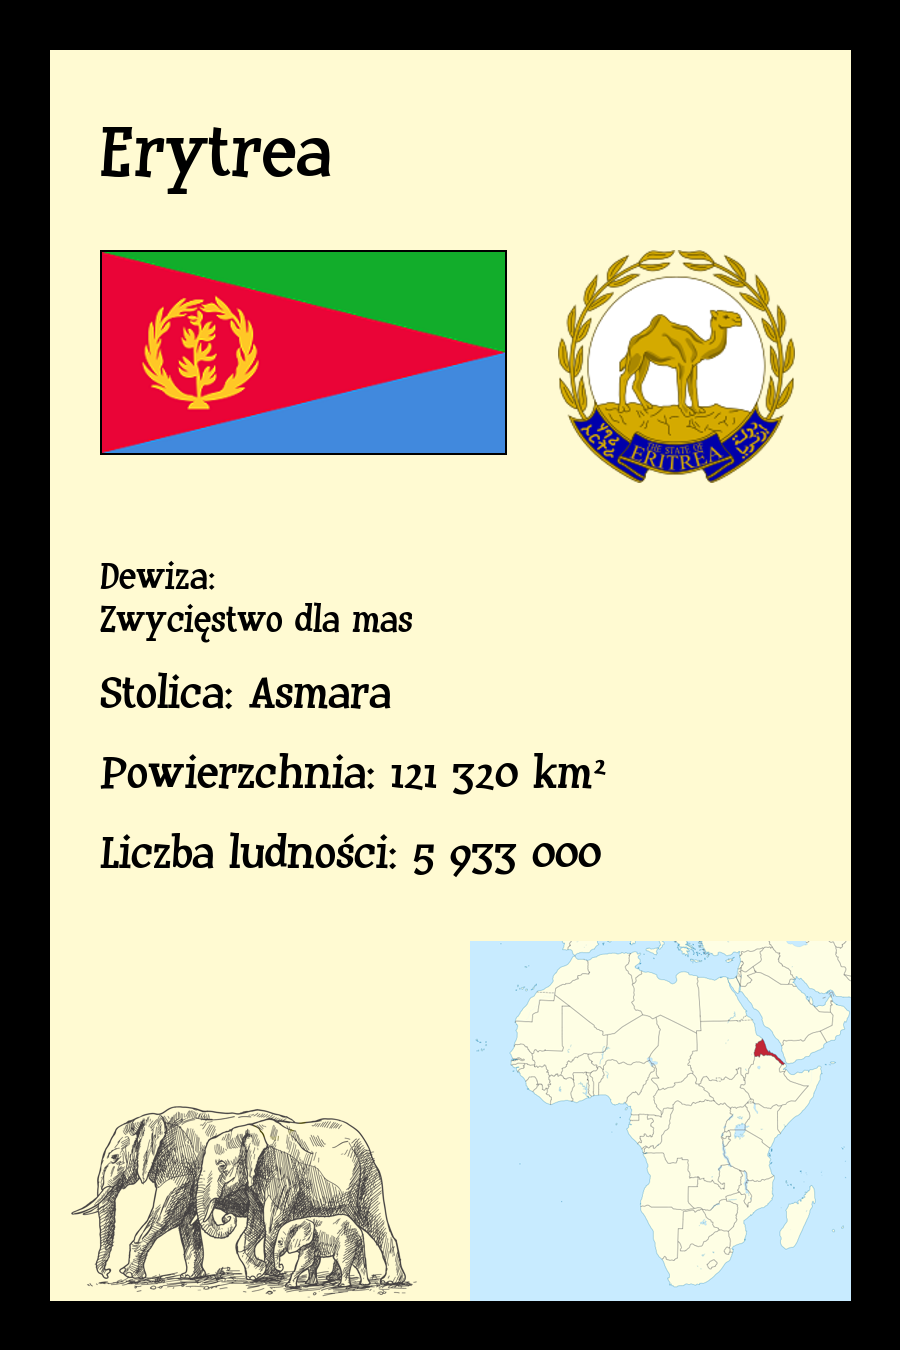 Erytrea
THE STATE OF
ERITREA
Dewiza:
Zwycięstwo dla mas
Stolica: Asmara
Powierzchnia: 121 320 km²
Liczba ludności: 5 933 000